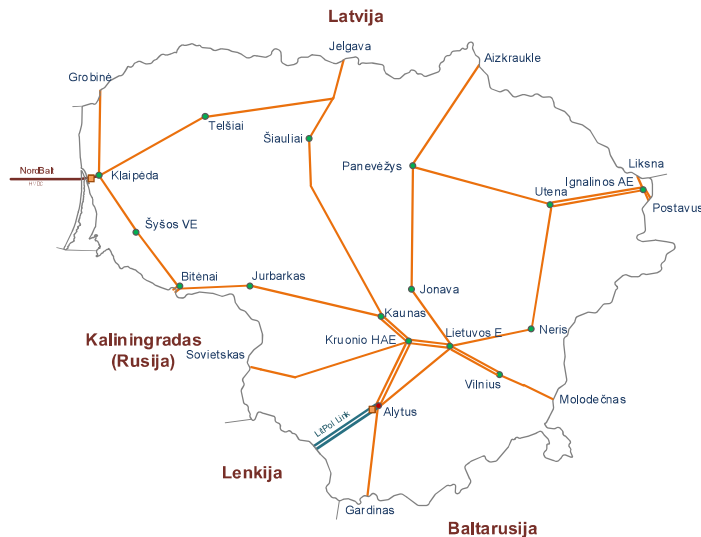 Latvija
Jelgava
Aizkraukle
Grobinė
Telšiai
Šiauliai
Panevėžys
Liksna
Ignalinos AE
NordBalt
HVDC
Klaipėda
Utena
Postavus
Šyšos VE
Bitėnai
Jurbarkas
Jonava
Kaunas
Kaliningradas
(Rusija)
Kruonio HAE
Lietuvos E
Neris
Sovietskas
Vilnius
Molodečnas
LitPol Link
Alytus
Lenkija
Gardinas
Baltarusija